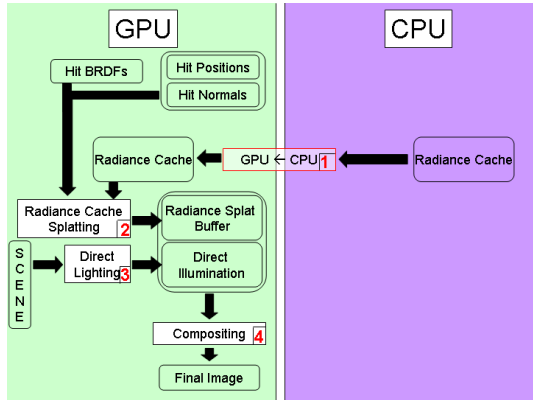 GPU
CPU
Hit BRDFs
Hit Positions
Hit Normals
Radiance Cache
GPU ← CPU 1
Radiance Cache
Radiance Cache
Splatting 2
Radiance Splat
Buffer
SCENE
Direct
Lighting 3
Direct
Illumination
Compositing 4
Final Image